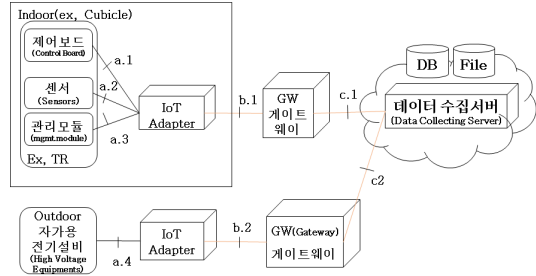 Indoor(ex, Cubicle)
제어보드
(Control Board)
a.1
센서
(Sensors)
a.2
관리모듈
(mgmt.module)
a.3
Ex, TR
IoT
Adapter
b.1
GW
게이트
웨이
c.1
DB
File
데이터 수집서버
(Data Collecting Server)
c2
Outdoor
자가용
전기설비
(High Voltage
Equipments)
a.4
IoT
Adapter
b.2
GW(Gateway)
게이트웨이